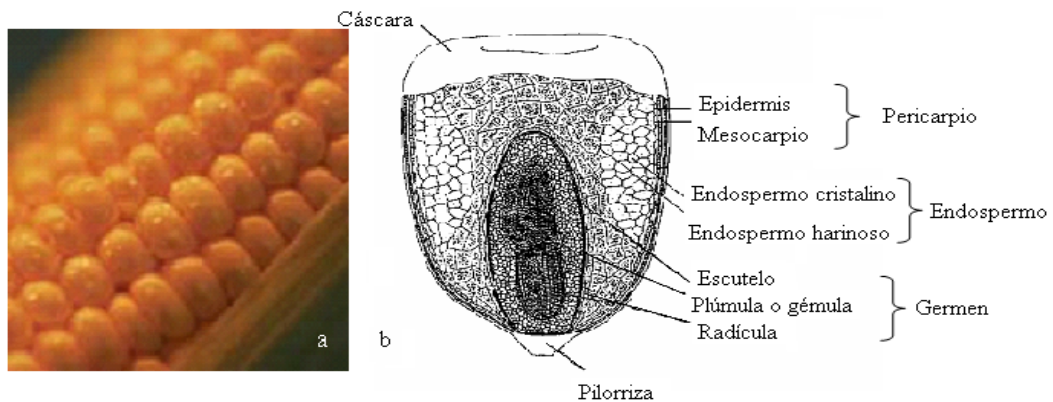 Cáscara
Epidermis
Mesocarpio
Pericarpio
Endospermo cristalino
Endospermo harinoso
Endospermo
Escutelo
Plúmula o gémula
Radícula
Germen
Pilorriza
a
b